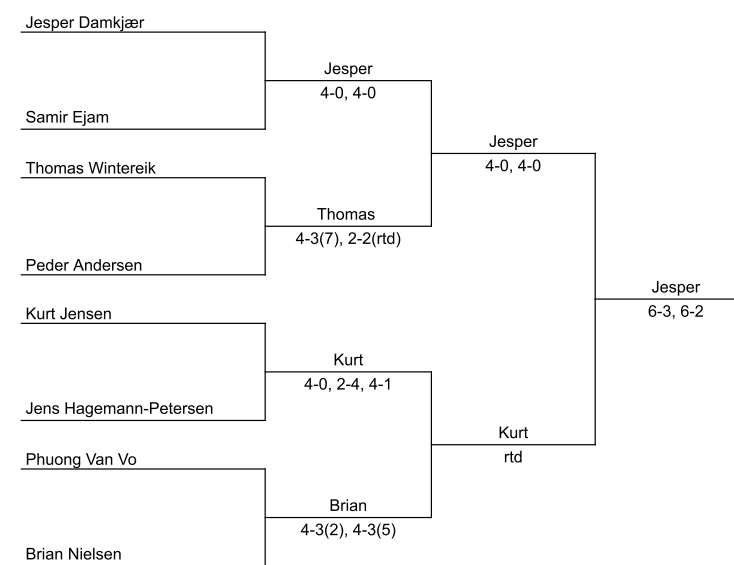 Jesper Damkjær
Jesper
4-0, 4-0
Samir Ejam
Jesper
4-0, 4-0
Thomas Wintereik
Thomas
4-3(7), 2-2(rtd)
Peder Andersen
Jesper
6-3, 6-2
Kurt Jensen
Kurt
4-0, 2-4, 4-1
Jens Hagemann-Petersen
Kurt
rtd
Phuong Van Vo
Brian
4-3(2), 4-3(5)
Brian Nielsen